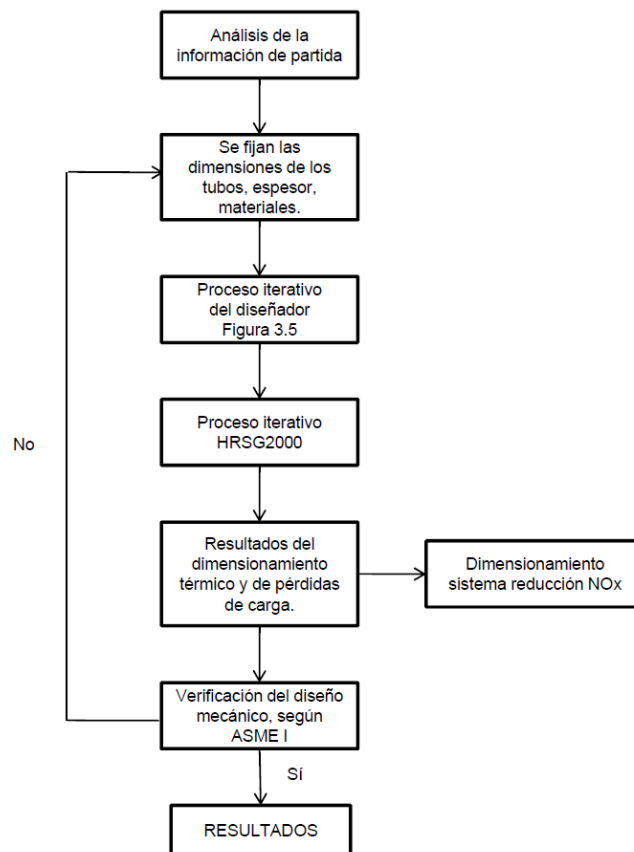 Análisis de la
información de partida
Se fijan las
dimensiones de los
tubos, espesor,
materiales.
Proceso iterativo
del diseñador
Figura 3.5
Proceso iterativo
HRSG2000
No
Resultados del
dimensionamiento
térmico y de pérdidas
de carga.
Dimensionamiento
sistema reducción NOx
Verificación del diseño
mecánico, según
ASME I
Sí
RESULTADOS